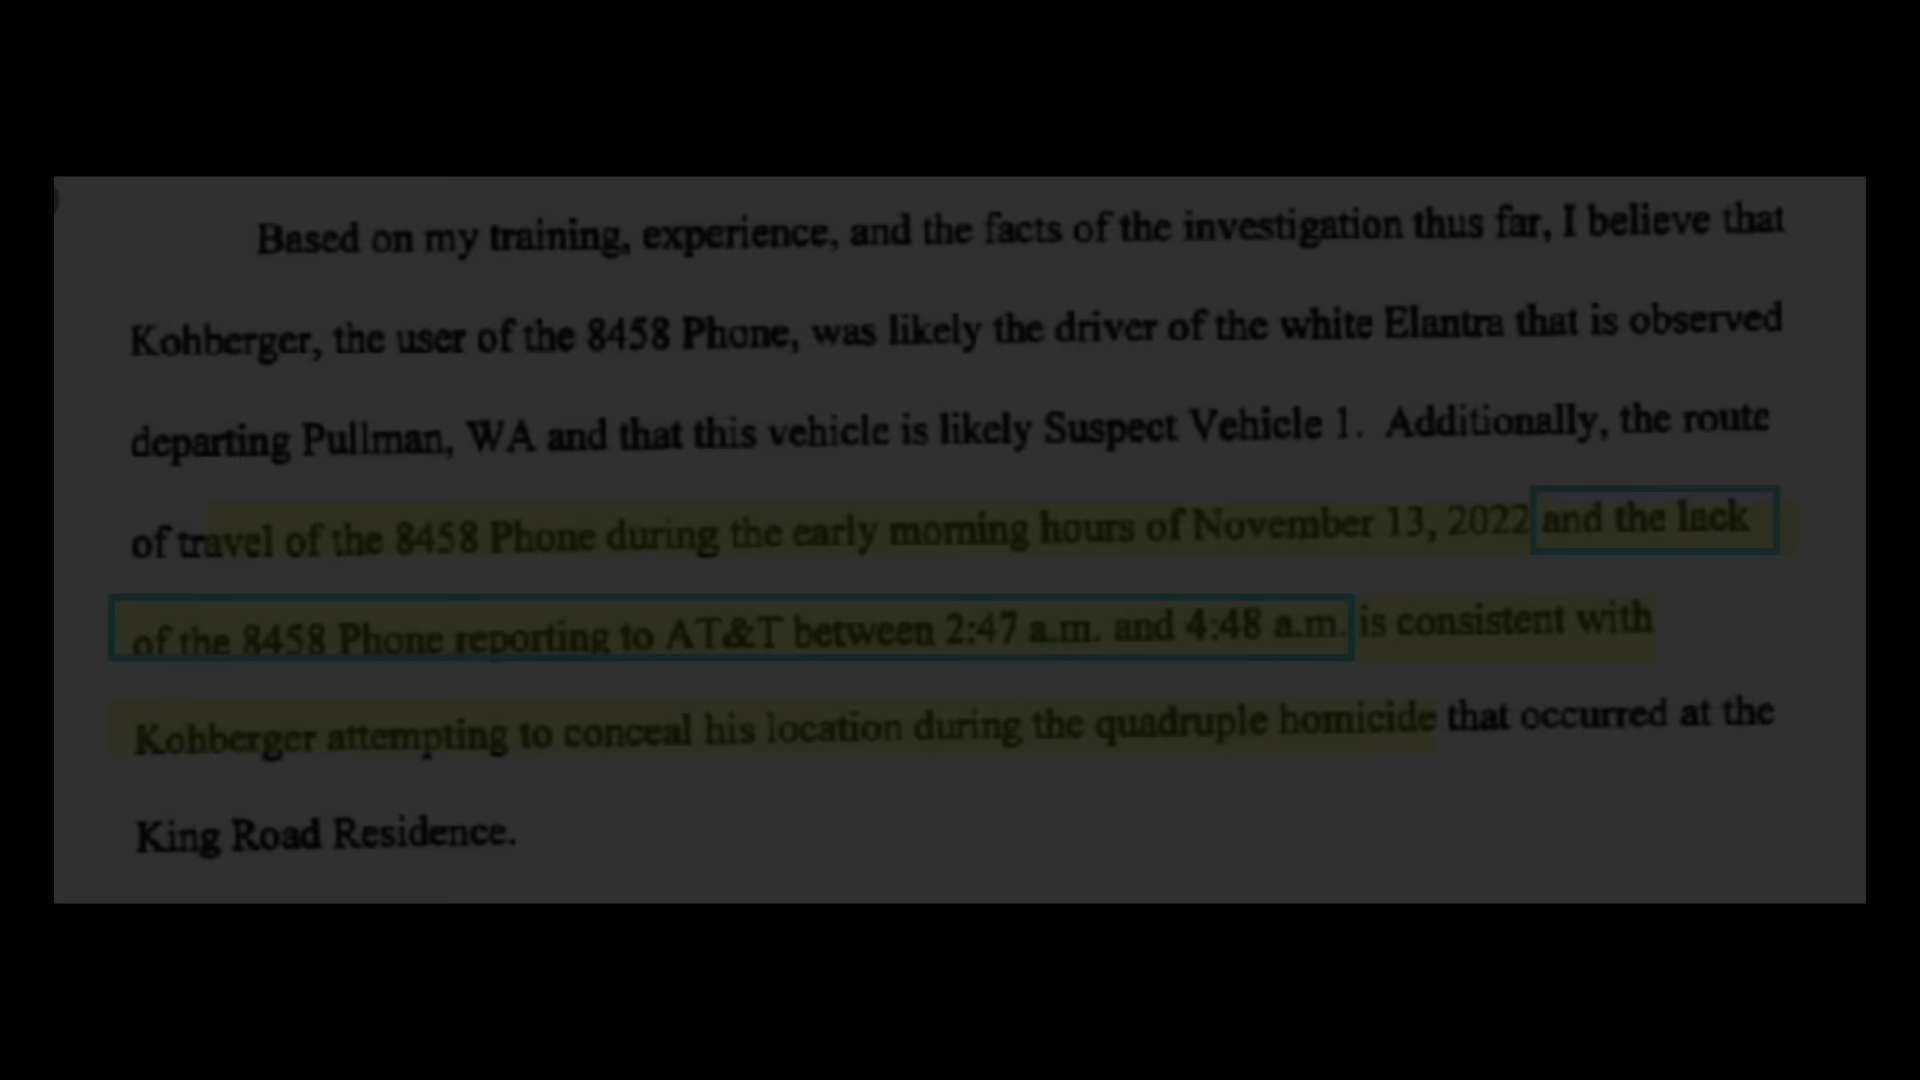 Based on my training, experience, and the facts of the investigation thus far, I believe that
Kohberger, the user of the 8458 Phone, was likely the driver of the white Elantra that is observed
departing Pullman, WA and that this vehicle is likely Suspect Vehicle 1. Additionally, the route
of travel of the 8458 Phone during the early morning hours of November 13, 2022 and the lack
of the 8458 Phone reporting to AT&T between 2:47 a.m. and 4:48 a.m. is consistent with
Kohberger attempting to conceal his location during the quadruple homicide that occurred at the
King Road Residence.